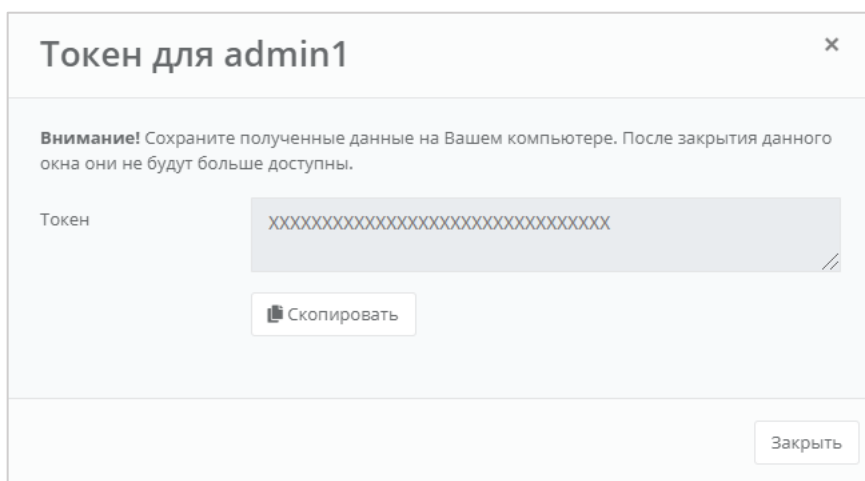 Токен для admin1
×
Внимание! Сохраните полученные данные на Вашем компьютере. После закрытия данного
окна они не будут больше доступны.
Токен
XXXXXXXXXXXXXXXXXXXXXXXXXXXXXXXX
Скопировать
Закрыть